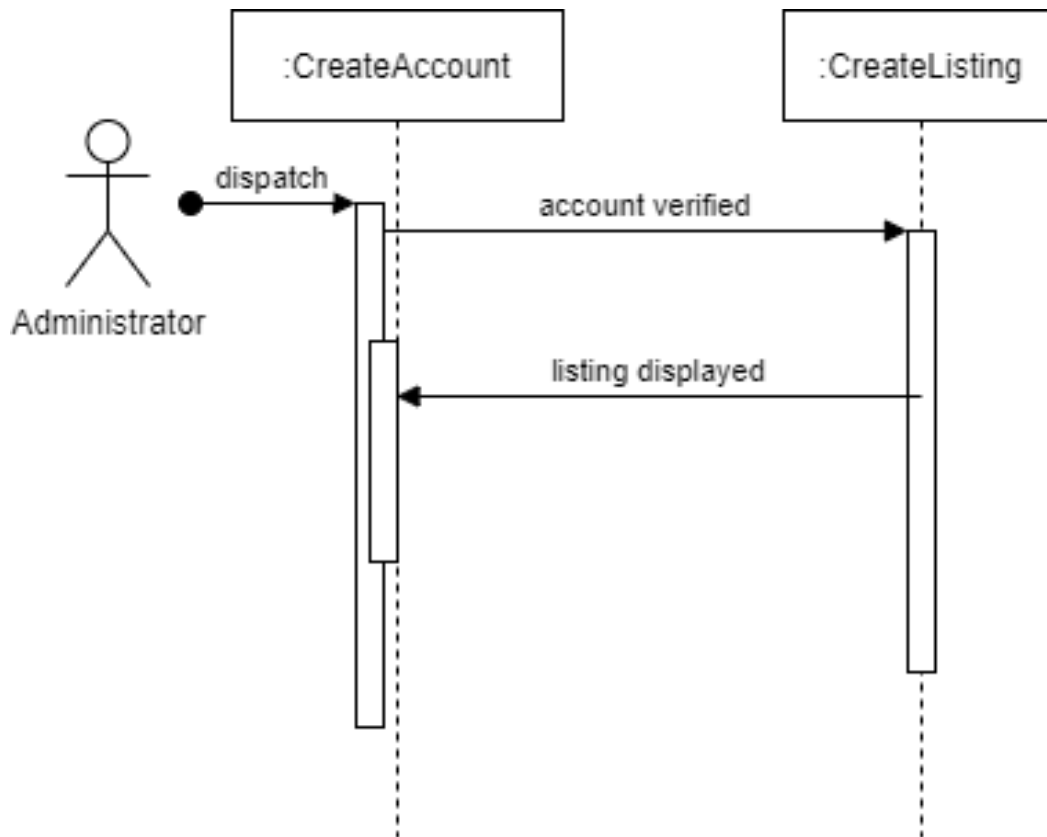 :CreateAccount
:CreateListing
dispatch
account verified
Administrator
listing displayed